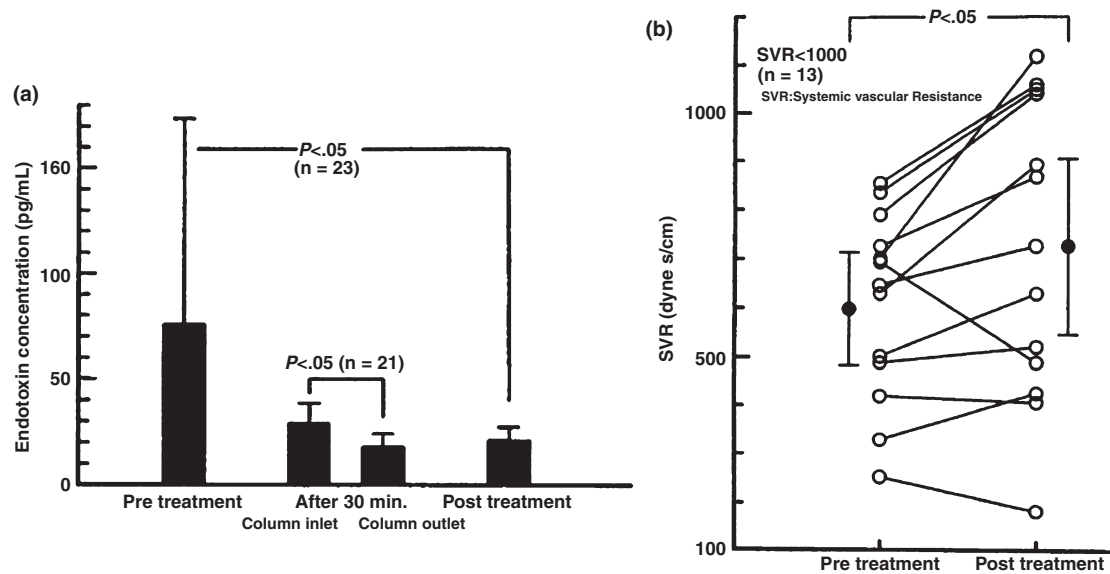 (a)
Endotoxin concentration (pg/mL)
160
100
50
0
P<.05
(n = 23)
P<.05 (n = 21)
Pre treatment
After 30 min.
Post treatment
Column inlet
Column outlet
(b)
P<.05
SVR<1000
(n = 13)
SVR:Systemic vascular Resistance
SVR (dyne s/cm)
1000
500
100
Pre treatment
Post treatment